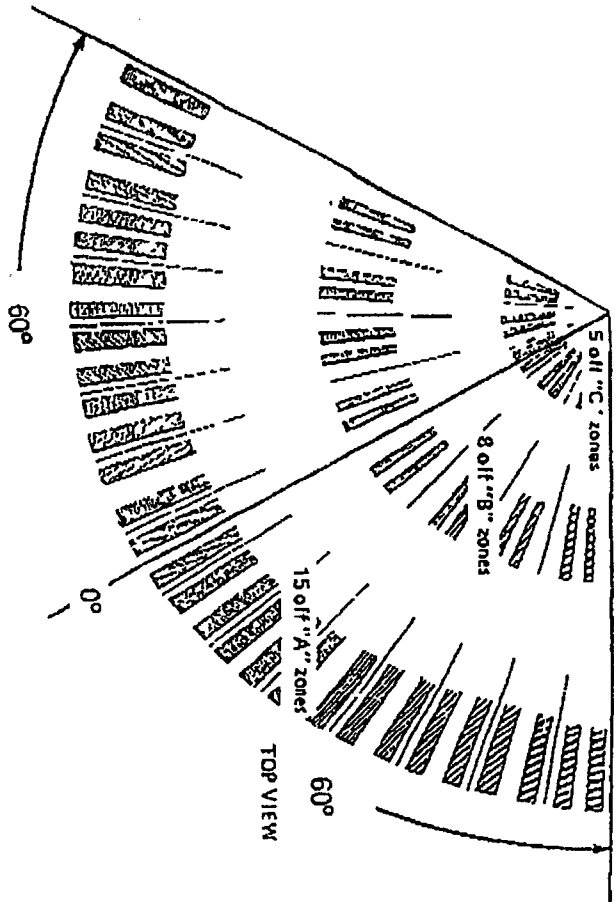 60°
5 off "C" zones
8 off "B" zones
15 off "A" zones
0°
60°
TOP VIEW